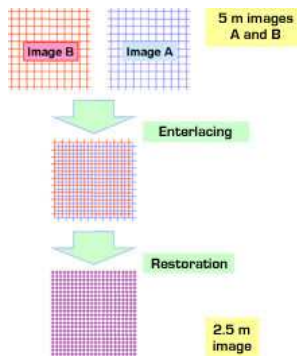 Image B
Image A
5 m images
A and B
Enterlacing
Restoration
2.5 m
image